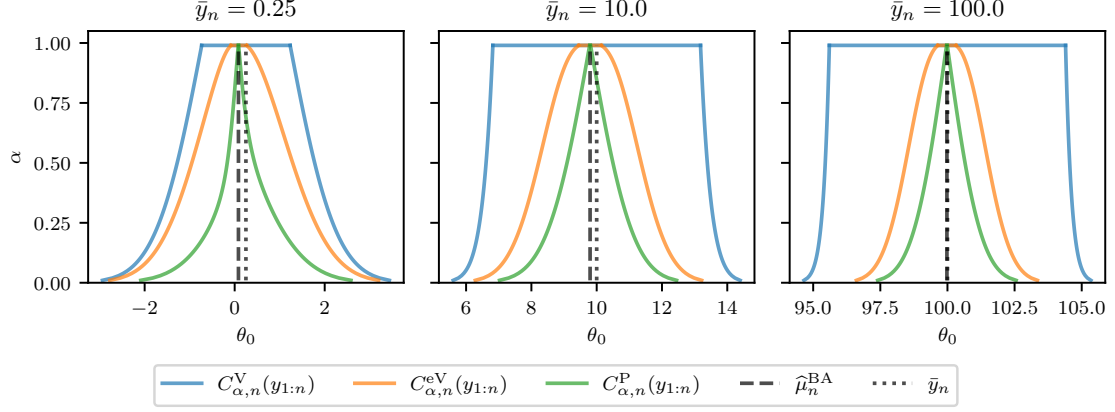 ȳₙ = 0.25
ȳₙ = 10.0
ȳₙ = 100.0
α
1.00
0.75
0.50
0.25
0.00
−2 0 2
6 8 10 12 14
95.0 97.5 100.0 102.5 105.0
θ₀
θ₀
θ₀
C^V_{α,n}(y_{1:n}) C^{eV}_{α,n}(y_{1:n}) C^P_{α,n}(y_{1:n}) μ̂^{BA}_n ȳₙ